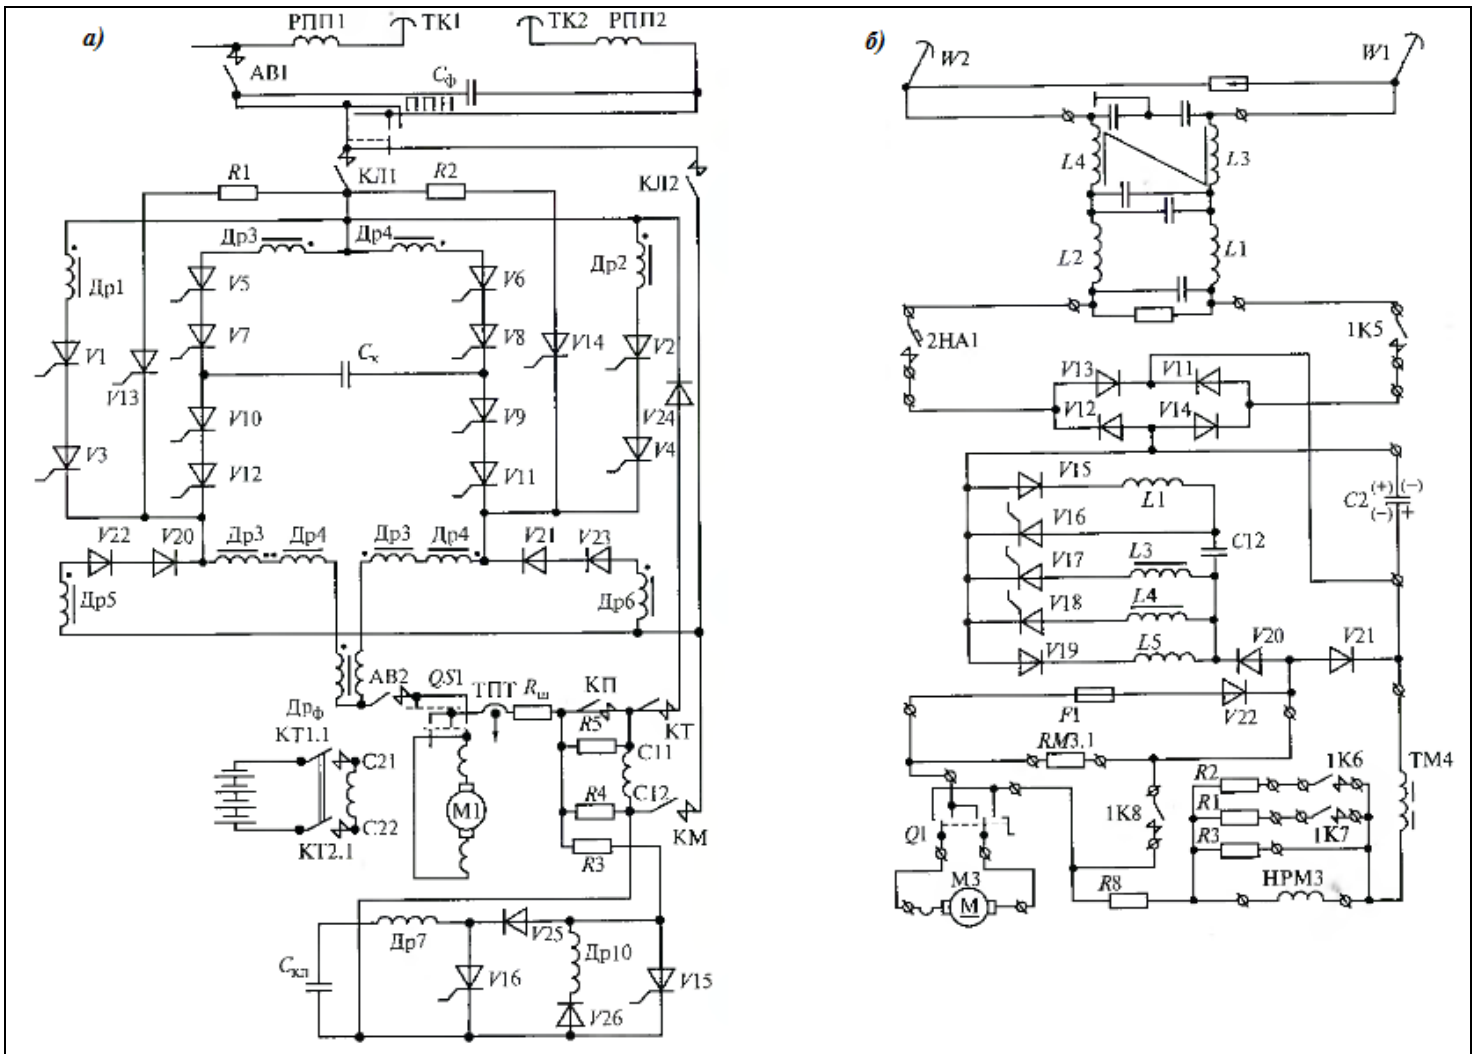 а)
РПП1
ТК1
ТК2
РПП2
АВ1
Cф
ППН
КЛ1
КЛ2
R1
R2
Др3
Др4
Др1
V5
V6
Др2
V7
V8
V14
V2
V1
V13
Cк
V24
V10
V9
V4
V3
V12
V11
V22
V20
Др3
Др4
Др3
Др4
V21
V23
Др5
Др6
АВ2
QS1
ТПТ
Rш
КП
КТ
Дрф
R5
КТ1.1
С21
С11
М1
R4
С12
КМ
С22
КТ2.1
R3
Др7
V25
Др10
Cкл
V16
V15
V26
б)
W2
W1
L4
L3
L2
L1
2НА1
1К5
V13
V11
V12
V14
V15
L1
C2
(+)
(−)
(−)
+
V16
C12
V17
L3
V18
L4
V19
L5
V20
V21
F1
V22
RM3.1
ТМ4
R2
1К6
R1
1К7
1К8
R3
Q1
М3
М
R8
НРМ3